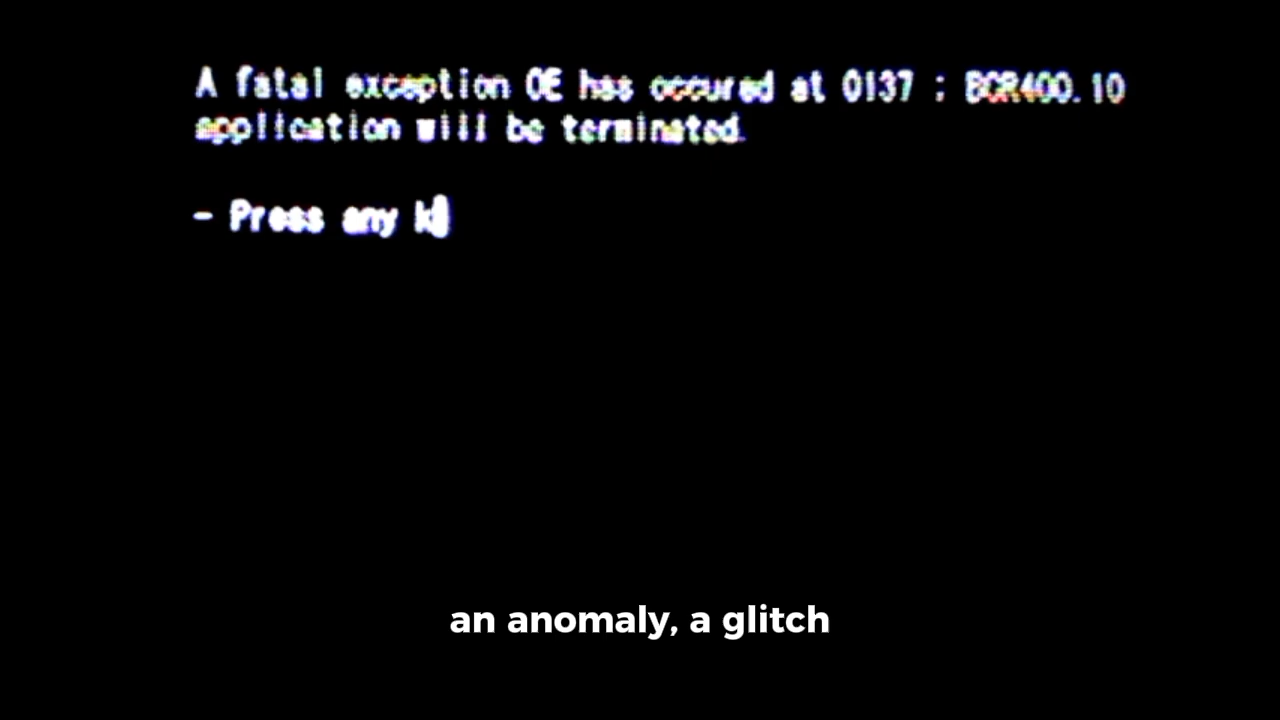 A fatal exception OE has occured at 0137 : BCR400.10
application will be terminated.
- Press any k
an anomaly, a glitch